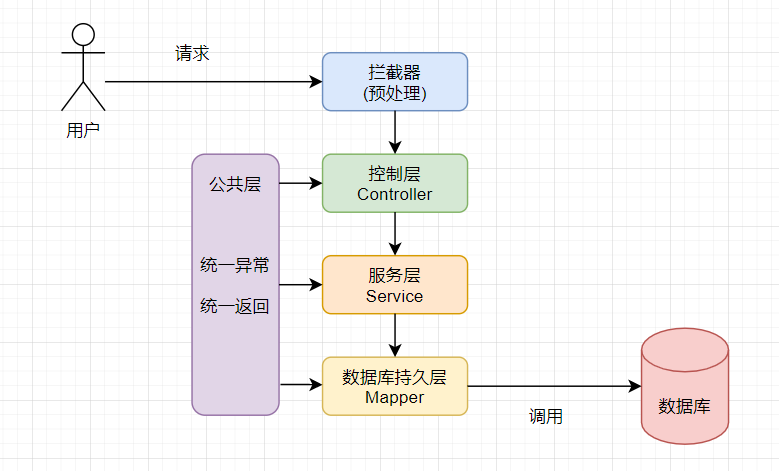 请求
用户
拦截器
(预处理)
公共层
统一异常
统一返回
控制层
Controller
服务层
Service
数据库持久层
Mapper
调用
数据库